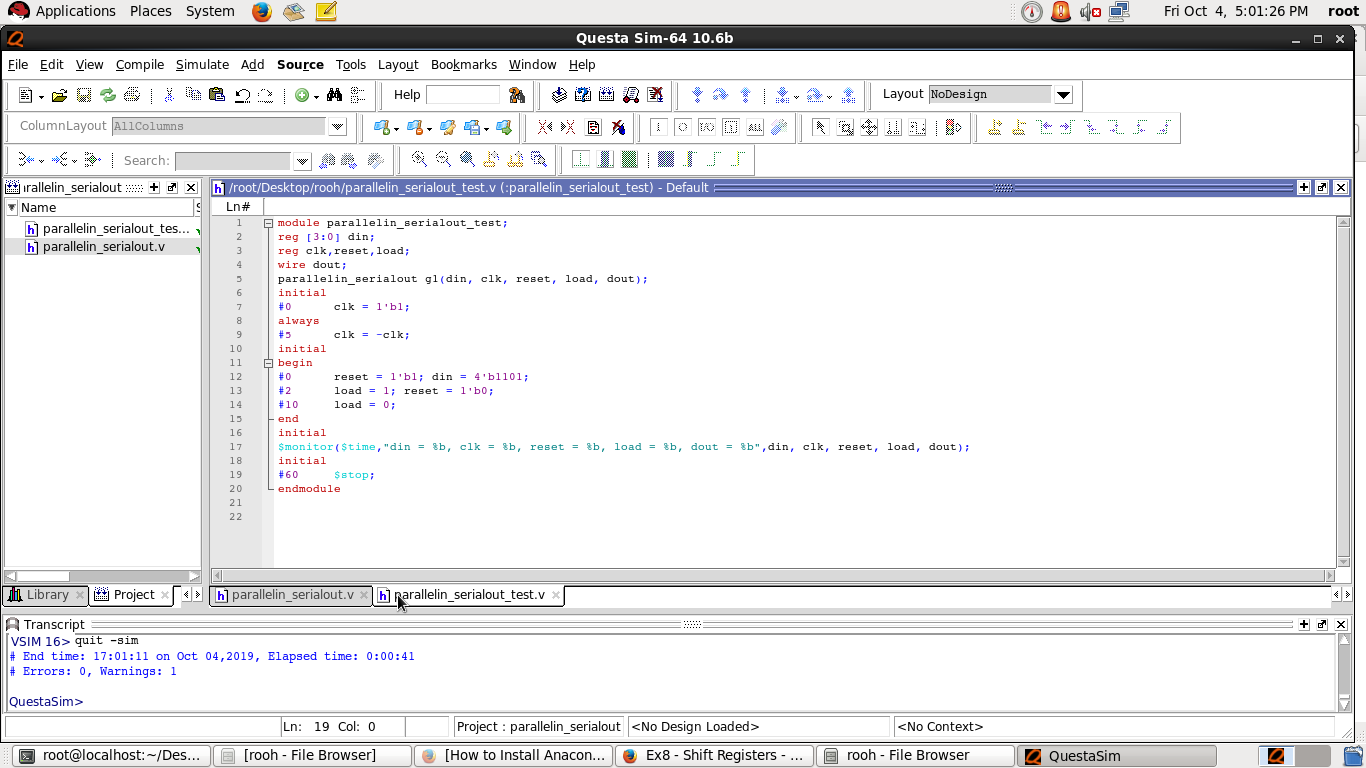 Applications Places System Fri Oct 4, 5:01:26 PM root
Questa Sim-64 10.6b
File Edit View Compile Simulate Add Source Tools Layout Bookmarks Window Help
Help Layout NoDesign
ColumnLayout AllColumns
Search:
rallelin_serialout
/root/Desktop/rooh/parallelin_serialout_test.v (:parallelin_serialout_test) - Default
Name
Ln#
parallelin_serialout_tes...
parallelin_serialout.v
1 module parallelin_serialout_test;
2 reg [3:0] din;
3 reg clk,reset,load;
4 wire dout;
5 parallelin_serialout g1(din, clk, reset, load, dout);
6 initial
7 #0 clk = 1'b1;
8 always
9 #5 clk = ~clk;
10 initial
11 begin
12 #0 reset = 1'b1; din = 4'b1101;
13 #2 load = 1; reset = 1'b0;
14 #10 load = 0;
15 end
16 initial
17 $monitor($time,"din = %b, clk = %b, reset = %b, load = %b, dout = %b",din, clk, reset, load, dout);
18 initial
19 #60 $stop;
20 endmodule
21
22
Library Project parallelin_serialout.v parallelin_serialout_test.v
Transcript
VSIM 16> quit -sim
# End time: 17:01:11 on Oct 04,2019, Elapsed time: 0:00:41
# Errors: 0, Warnings: 1
QuestaSim>
Ln: 19 Col: 0 Project : parallelin_serialout <No Design Loaded> <No Context>
root@localhost:~/Des... [rooh - File Browser] [How to Install Anacon... Ex8 - Shift Registers - ... rooh - File Browser QuestaSim